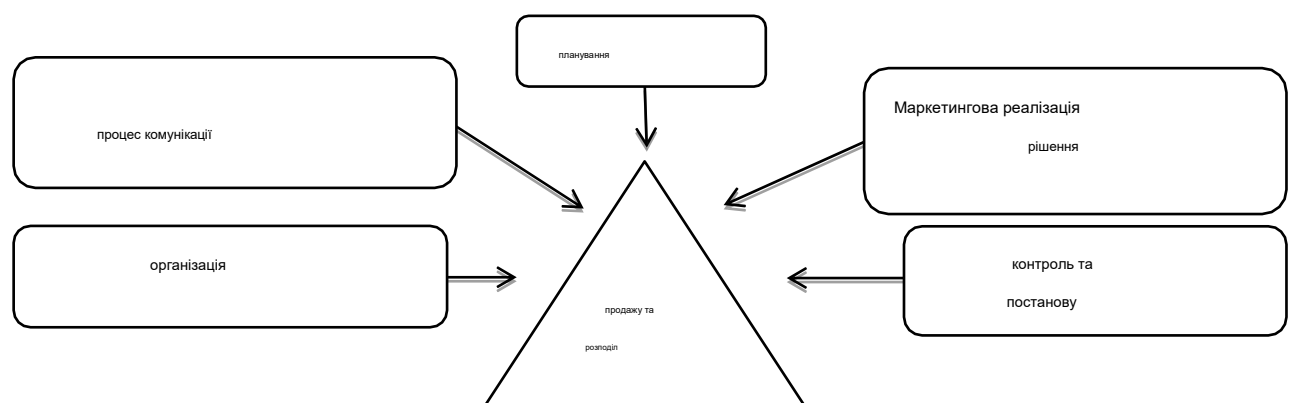 планування
процес комунікації
Маркетингова реалізація
рішення
організація
контроль та
постанову
продажу та
розподіл